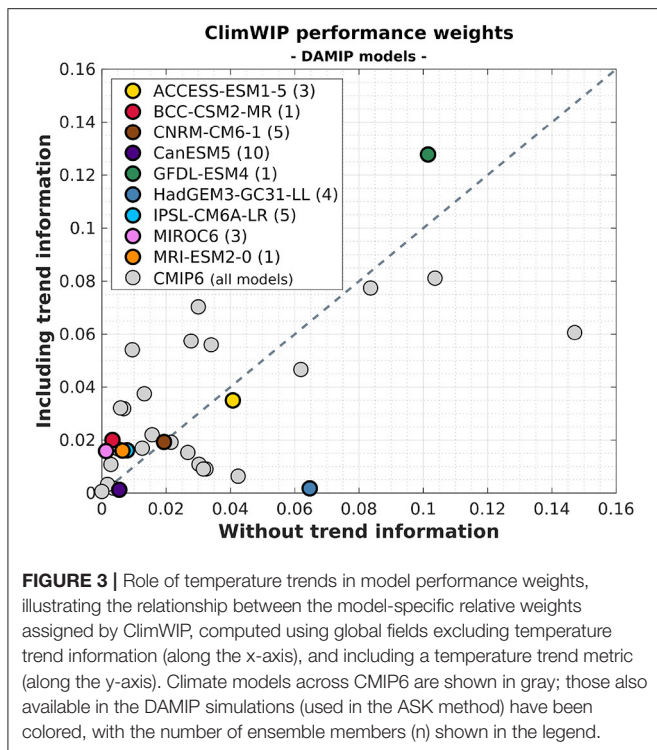 ClimWIP performance weights
- DAMIP models -
0.16
0.14
0.12
0.1
0.08
0.06
0.04
0.02
0
Including trend information
ACCESS-ESM1-5 (3)
BCC-CSM2-MR (1)
CNRM-CM6-1 (5)
CanESM5 (10)
GFDL-ESM4 (1)
HadGEM3-GC31-LL (4)
IPSL-CM6A-LR (5)
MIROC6 (3)
MRI-ESM2-0 (1)
CMIP6 (all models)
0 0.02 0.04 0.06 0.08 0.1 0.12 0.14 0.16
Without trend information
FIGURE 3 | Role of temperature trends in model performance weights,
illustrating the relationship between the model-specific relative weights
assigned by ClimWIP, computed using global fields excluding temperature
trend information (along the x-axis), and including a temperature trend metric
(along the y-axis). Climate models across CMIP6 are shown in gray; those also
available in the DAMIP simulations (used in the ASK method) have been
colored, with the number of ensemble members (n) shown in the legend.